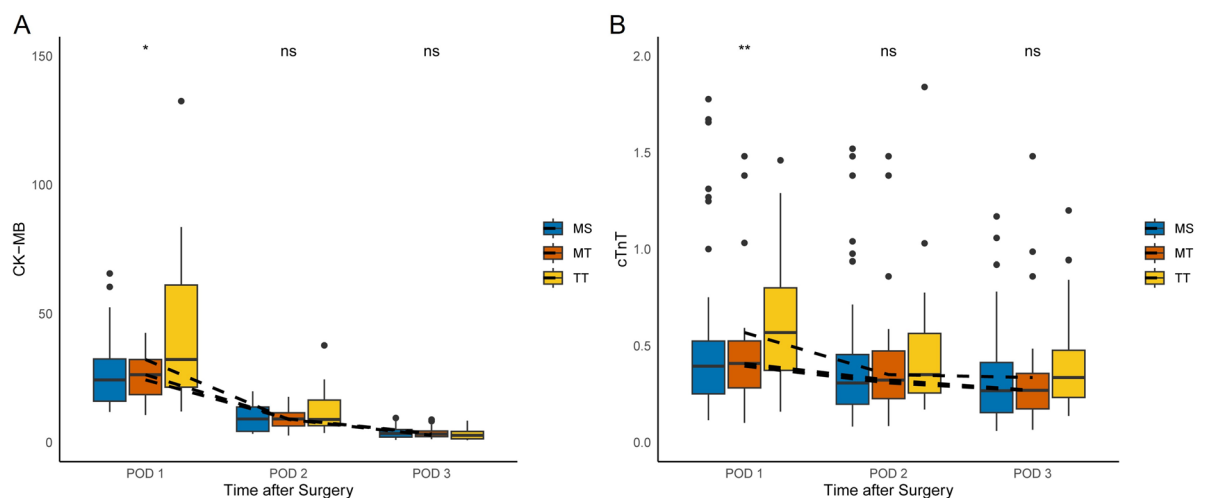 A
150
100
50
0
CK-MB
* ns ns
POD 1 POD 2 POD 3
Time after Surgery
MS
MT
TT
B
2.0
1.5
1.0
0.5
0.0
cTnT
** ns ns
POD 1 POD 2 POD 3
Time after Surgery
MS
MT
TT